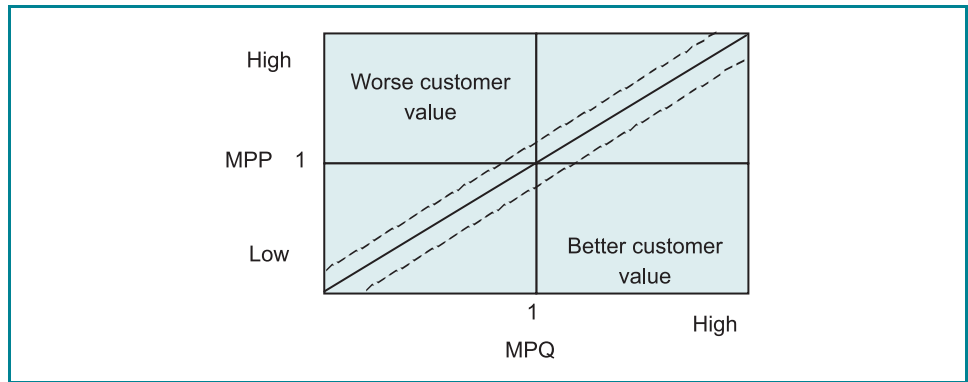 High
Worse customer
value
MPP 1
Low
Better customer
value
1
High
MPQ